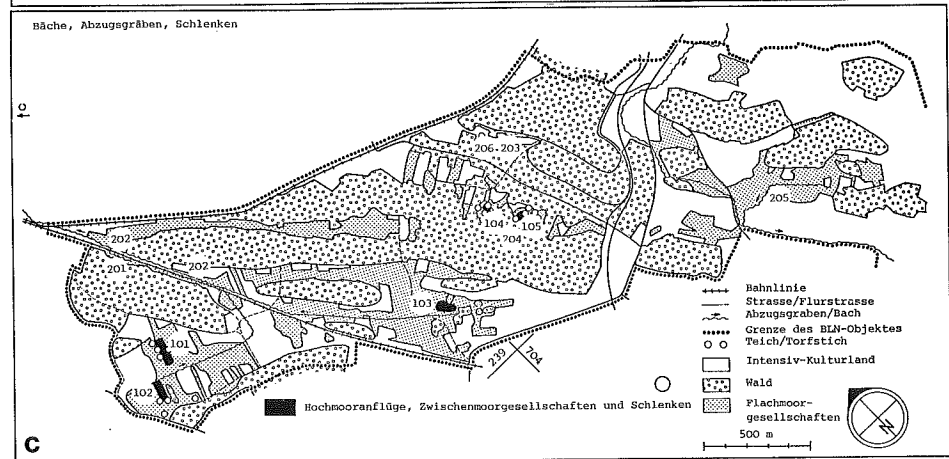 Bäche, Abzugsgräben, Schlenken
206 203
104
105
704
205
202
201
202
103
101
102
239
704
Bahnlinie
Strasse/Flurstrasse
Abzugsgraben/Bach
Grenze des BLN-Objektes
Teich/Torfstich
Intensiv-Kulturland
Wald
Flachmoor-
gesellschaften
Hochmooranflüge, Zwischenmoorgesellschaften und Schlenken
500 m
N
C